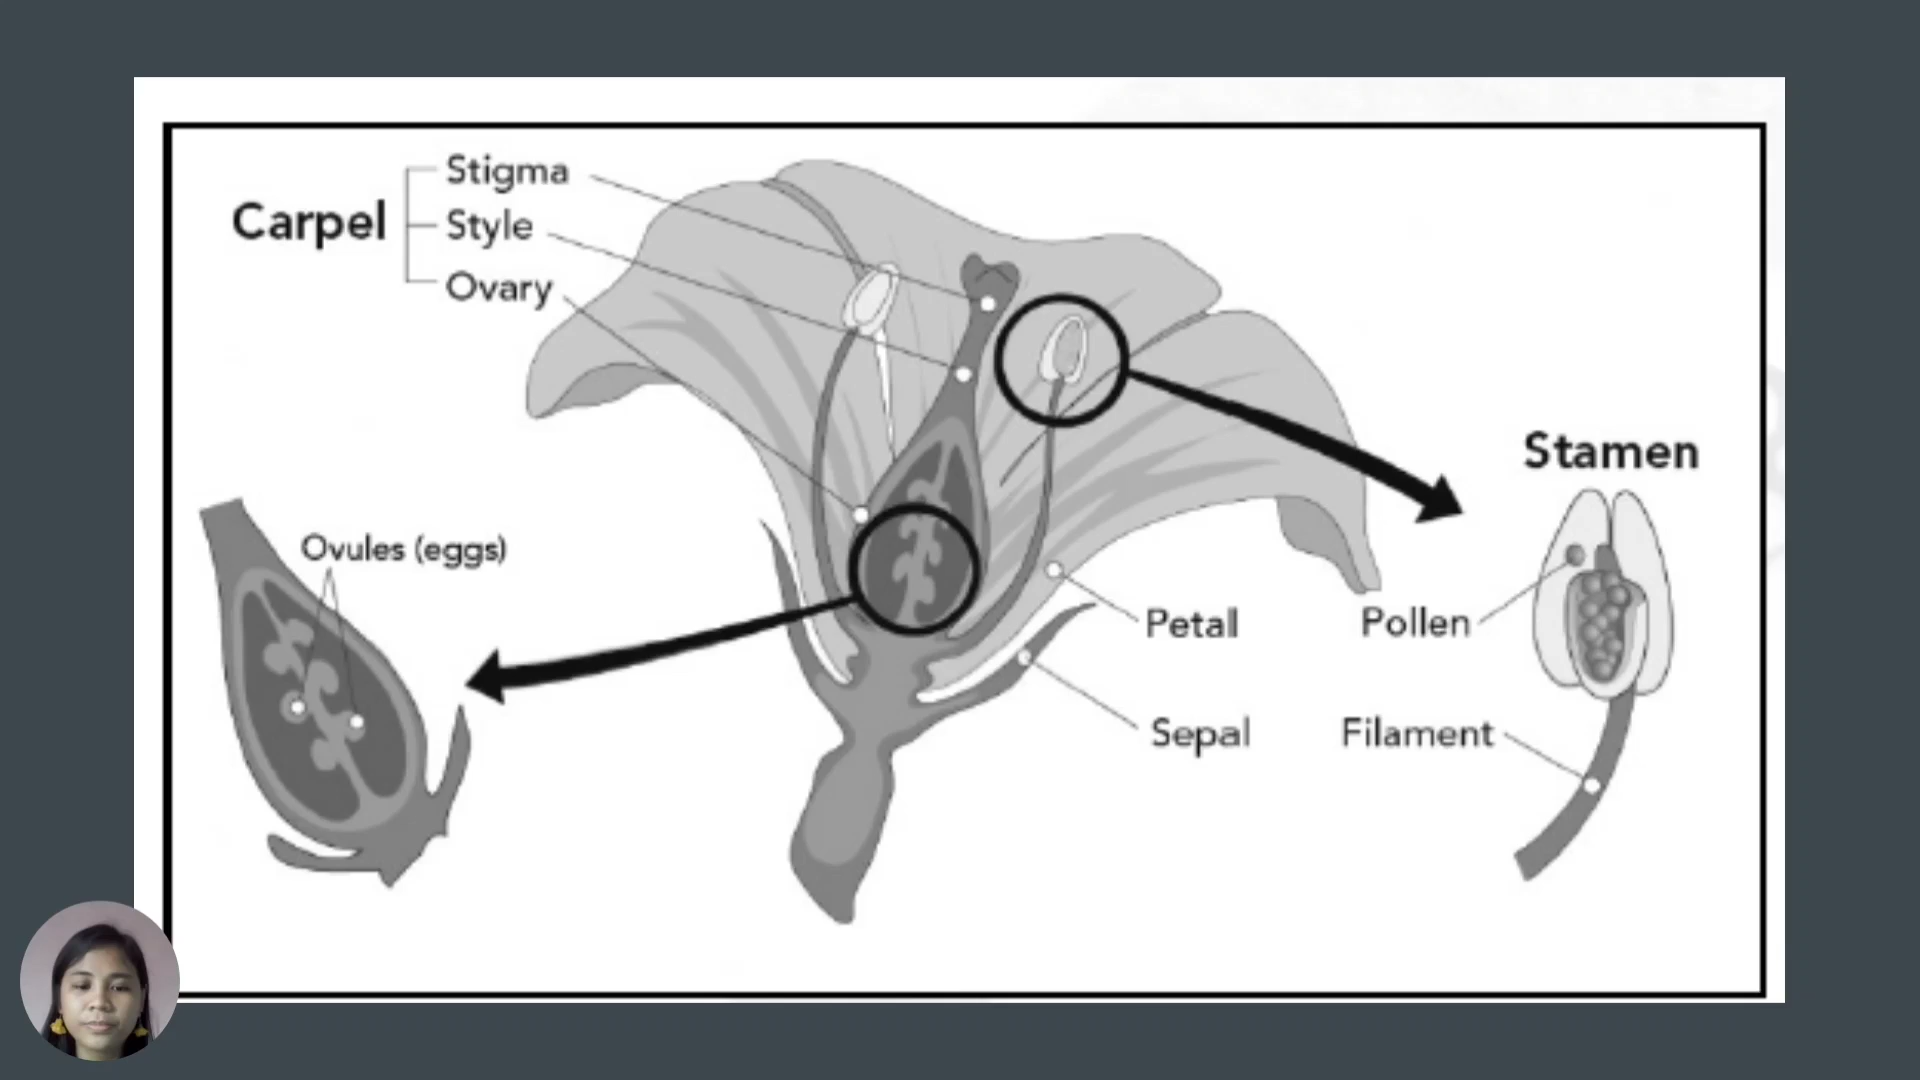 Carpel
Stigma
Style
Ovary
Stamen
Ovules (eggs)
Petal
Pollen
Sepal
Filament